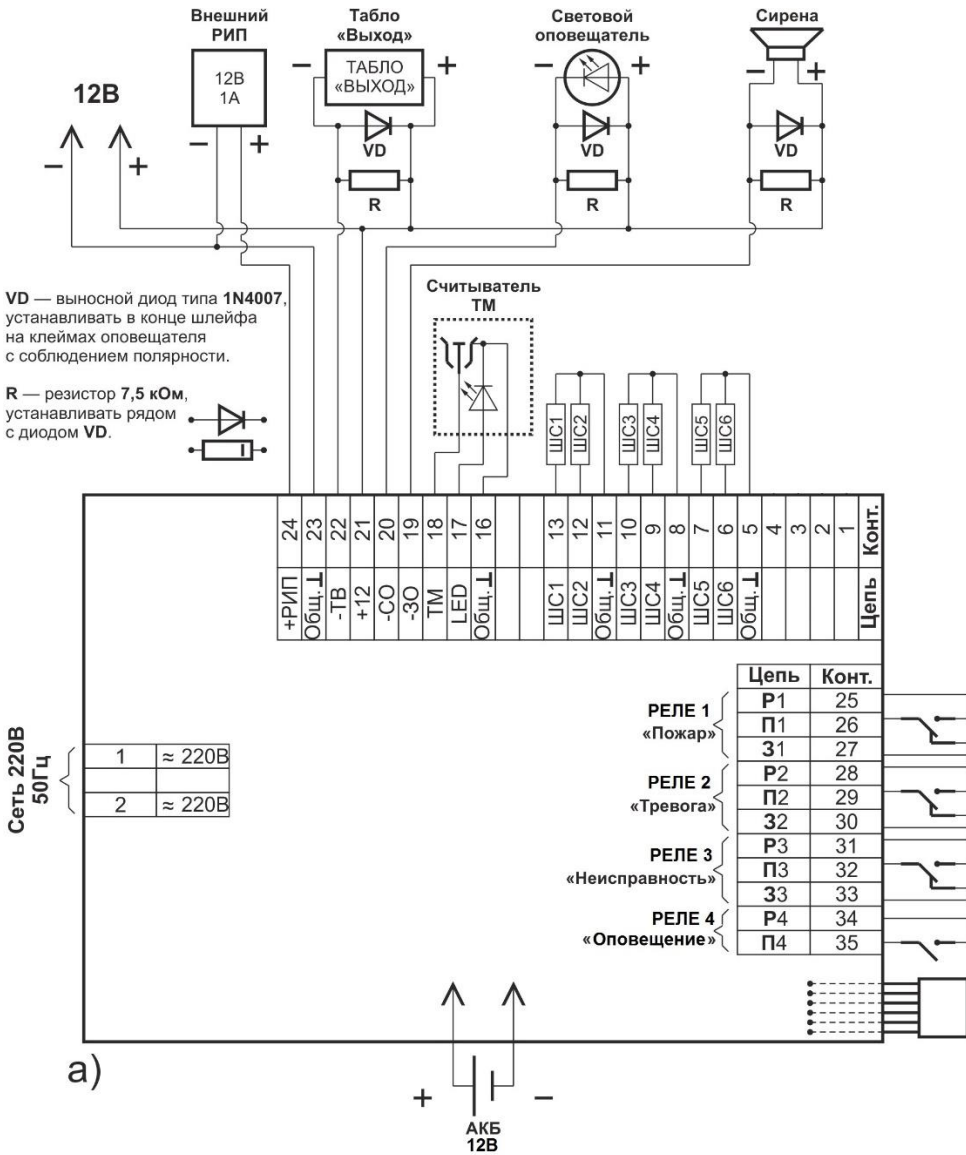 Внешний
РИП
Табло
«Выход»
Световой
оповещатель
Сирена
12В
12В
1А
ТАБЛО
«ВЫХОД»
− +
− +
− +
− +
− +
VD
VD
VD
R
R
R
VD — выносной диод типа 1N4007,
устанавливать в конце шлейфа
на клеймах оповещателя
с соблюдением полярности.
R — резистор 7,5 кОм,
устанавливать рядом
с диодом VD.
Считыватель
ТМ
ШС1
ШС2
ШС3
ШС4
ШС5
ШС6
24 23 22 21 20 19 18 17 16 13 12 11 10 9 8 7 6 5 4 3 2 1 Конт.
+РИП Общ.⊥ -ТВ +12 -СО -ЗО ТМ LED Общ.⊥ ШС1 ШС2 Общ.⊥ ШС3 ШС4 Общ.⊥ ШС5 ШС6 Общ.⊥ Цепь
Цепь Конт.
РЕЛЕ 1
«Пожар»
Р1 25
П1 26
З1 27
РЕЛЕ 2
«Тревога»
Р2 28
П2 29
З2 30
РЕЛЕ 3
«Неисправность»
Р3 31
П3 32
З3 33
РЕЛЕ 4
«Оповещение»
Р4 34
П4 35
Сеть 220В
50Гц
1 ≈ 220В
2 ≈ 220В
а)
+ −
АКБ
12В